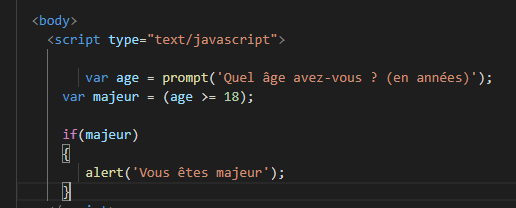 <body>
<script type="text/javascript">
var age = prompt('Quel âge avez-vous ? (en années)');
var majeur = (age >= 18);
if(majeur)
{
alert('Vous êtes majeur');
}